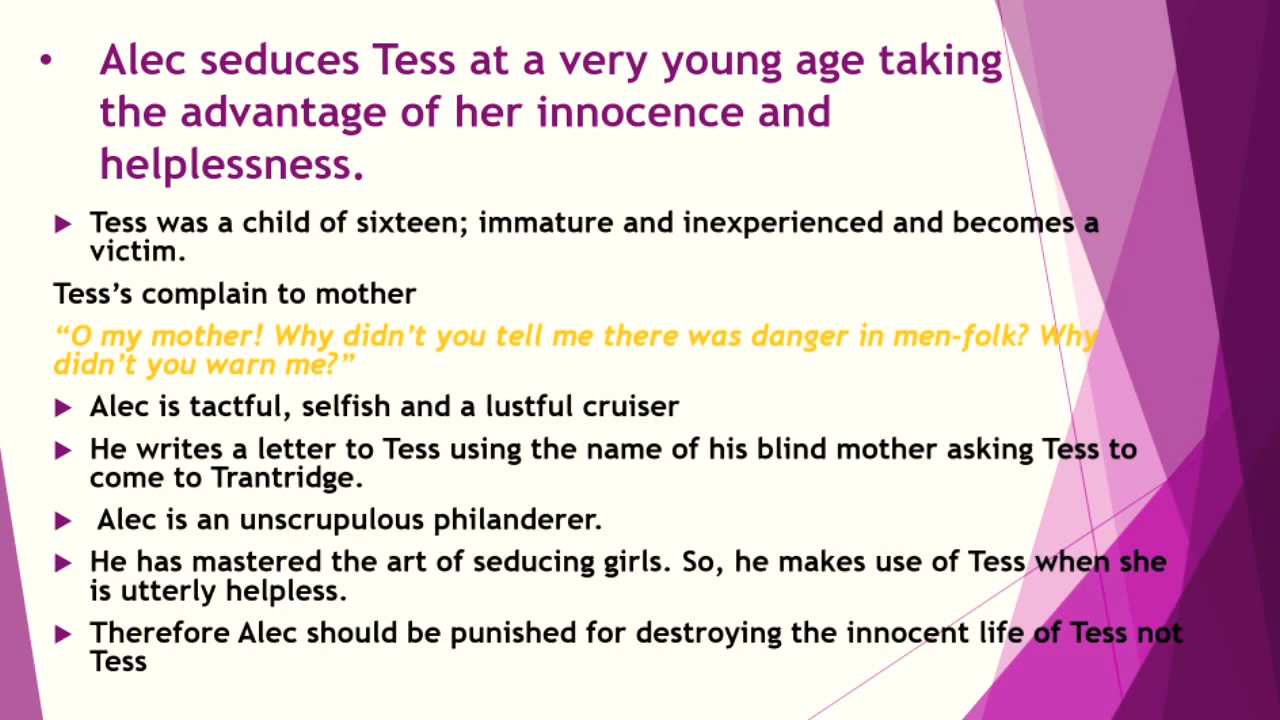 • Alec seduces Tess at a very young age taking
the advantage of her innocence and
helplessness.
Tess was a child of sixteen; immature and inexperienced and becomes a
victim.
Tess’s complain to mother
“O my mother! Why didn’t you tell me there was danger in men-folk? Why
didn’t you warn me?”
Alec is tactful, selfish and a lustful cruiser
He writes a letter to Tess using the name of his blind mother asking Tess to
come to Trantridge.
Alec is an unscrupulous philanderer.
He has mastered the art of seducing girls. So, he makes use of Tess when she
is utterly helpless.
Therefore Alec should be punished for destroying the innocent life of Tess not
Tess